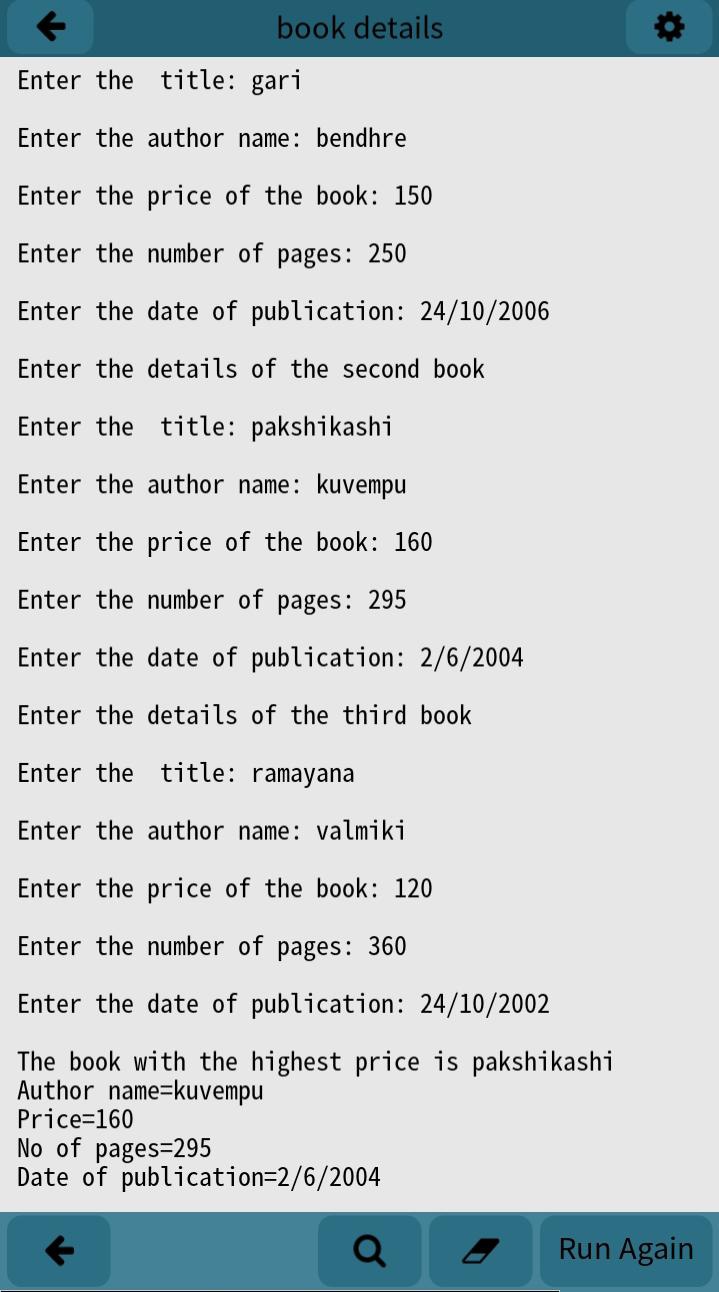 book details
Enter the  title: gari
Enter the author name: bendhre
Enter the price of the book: 150
Enter the number of pages: 250
Enter the date of publication: 24/10/2006
Enter the details of the second book
Enter the  title: pakshikashi
Enter the author name: kuvempu
Enter the price of the book: 160
Enter the number of pages: 295
Enter the date of publication: 2/6/2004
Enter the details of the third book
Enter the  title: ramayana
Enter the author name: valmiki
Enter the price of the book: 120
Enter the number of pages: 360
Enter the date of publication: 24/10/2002
The book with the highest price is pakshikashi
Author name=kuvempu
Price=160
No of pages=295
Date of publication=2/6/2004
Run Again